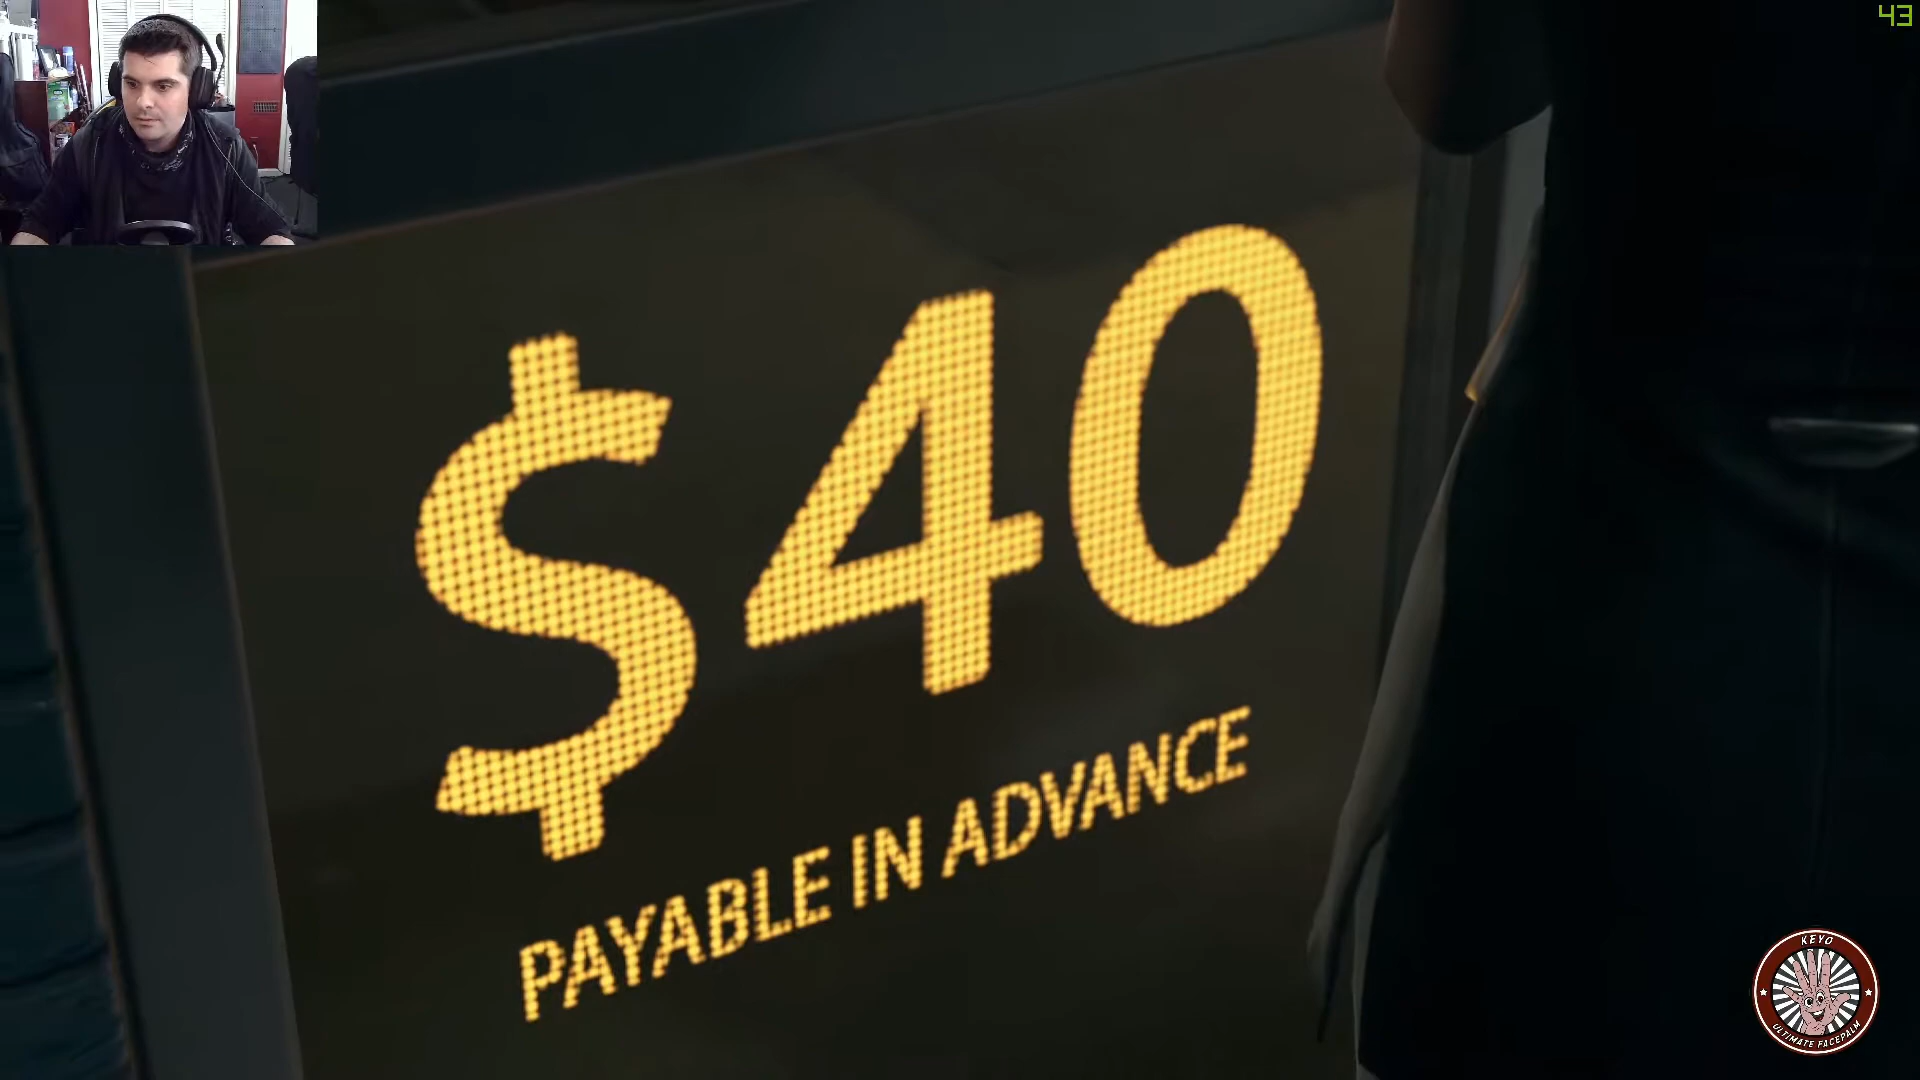 43
$40
PAYABLE IN ADVANCE
KEYO
ULTIMATE FACEPALM